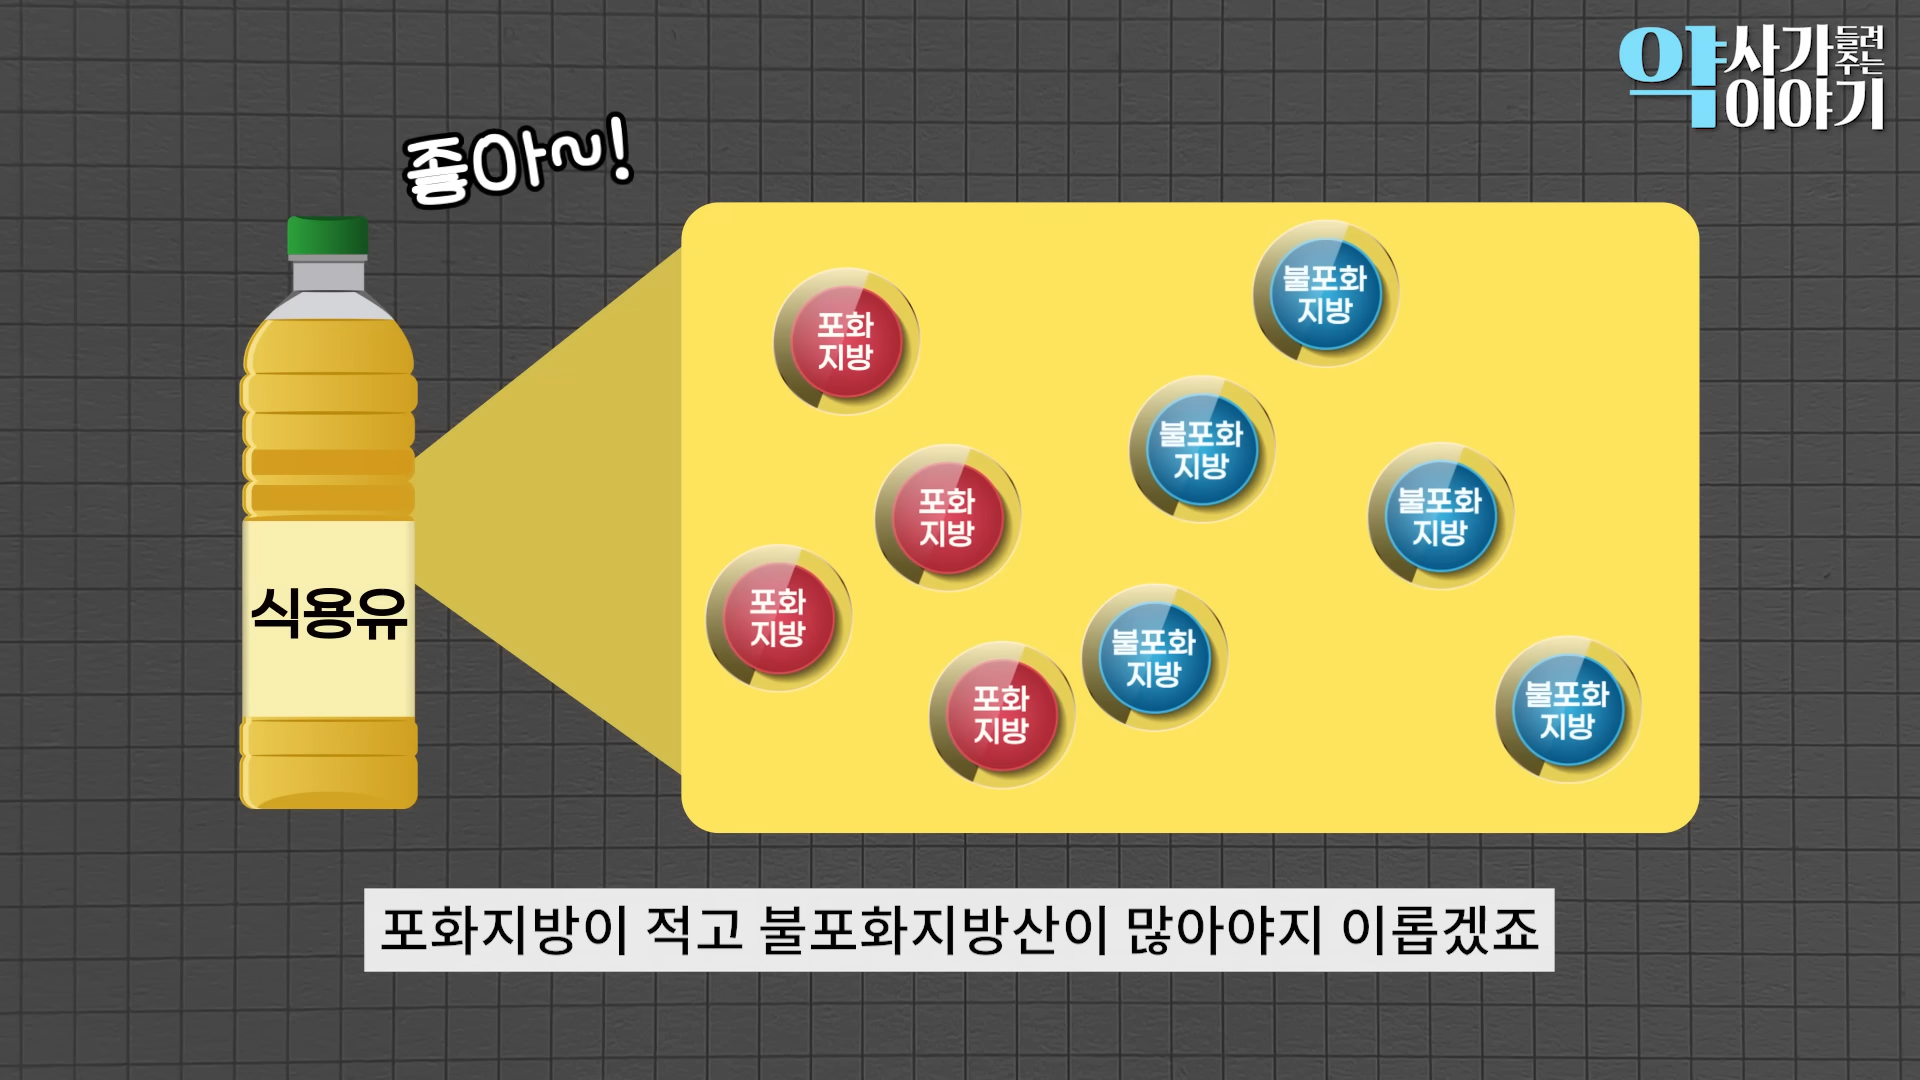 약사가 들려주는 이야기
좋아~!
불포화
지방
포화
지방
불포화
지방
포화
지방
불포화
지방
포화
지방
식용유
불포화
지방
포화
지방
불포화
지방
포화지방이 적고 불포화지방산이 많아야지 이롭겠죠